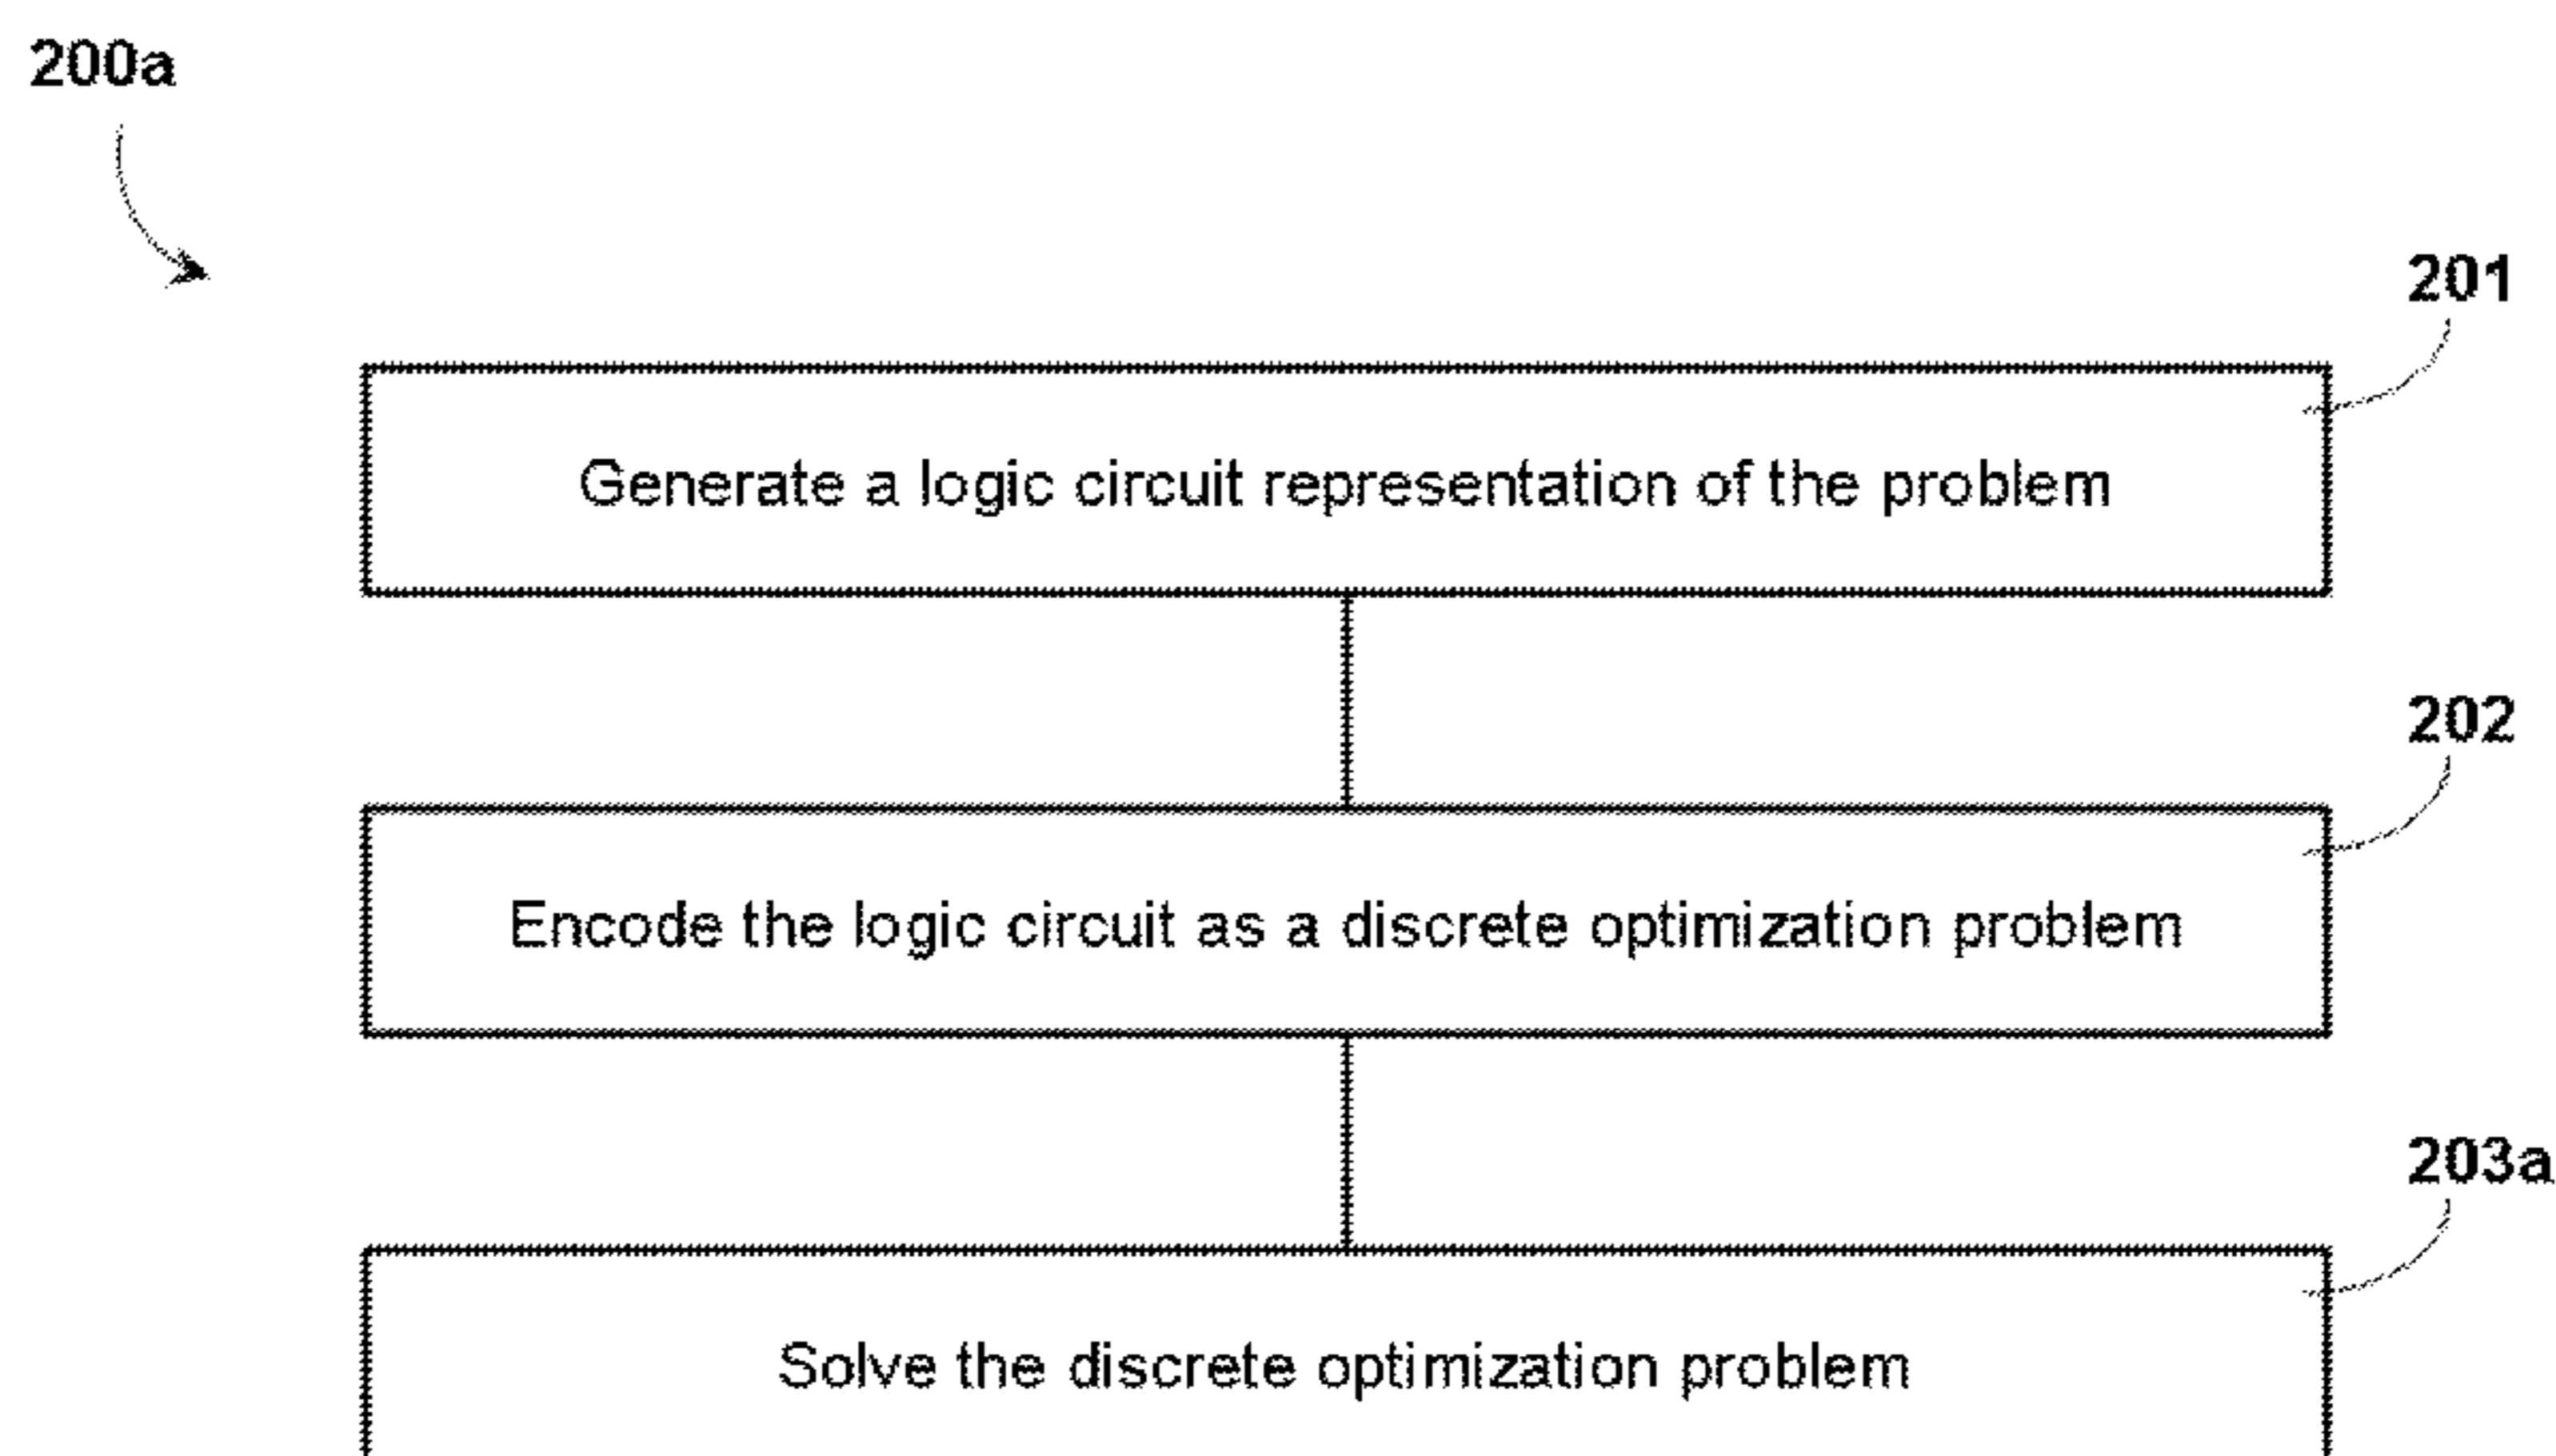 200a
201
Generate a logic circuit representation of the problem
202
Encode the logic circuit as a discrete optimization problem
203a
Solve the discrete optimization problem